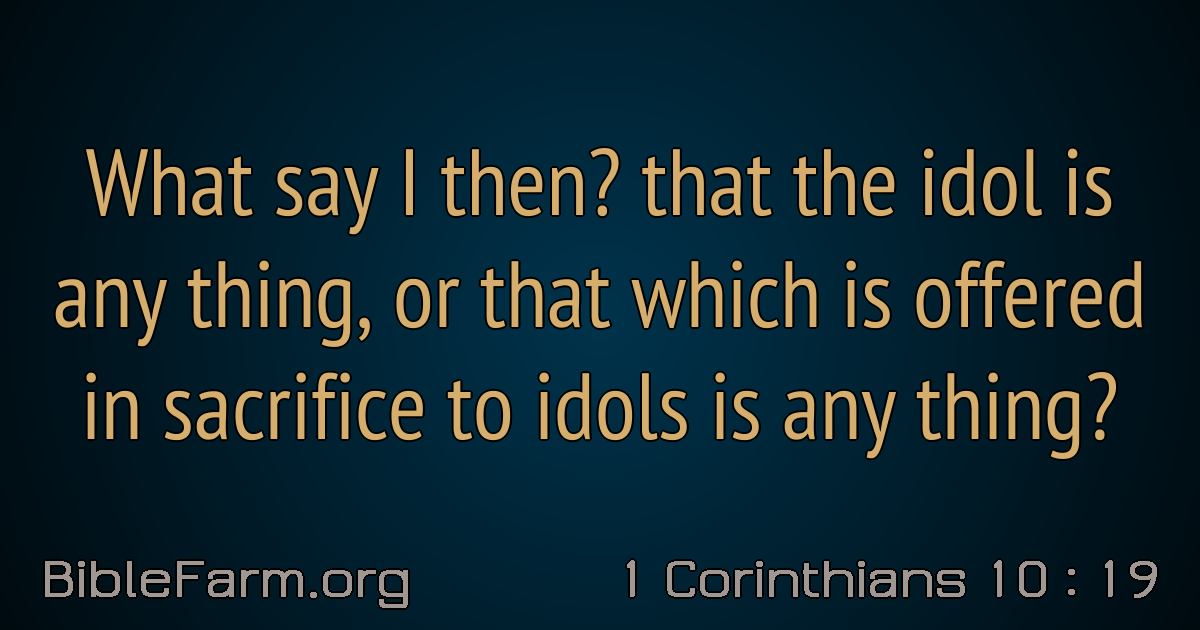 What say I then? that the idol is
any thing, or that which is offered
in sacrifice to idols is any thing?
BibleFarm.org
1 Corinthians 10 : 19